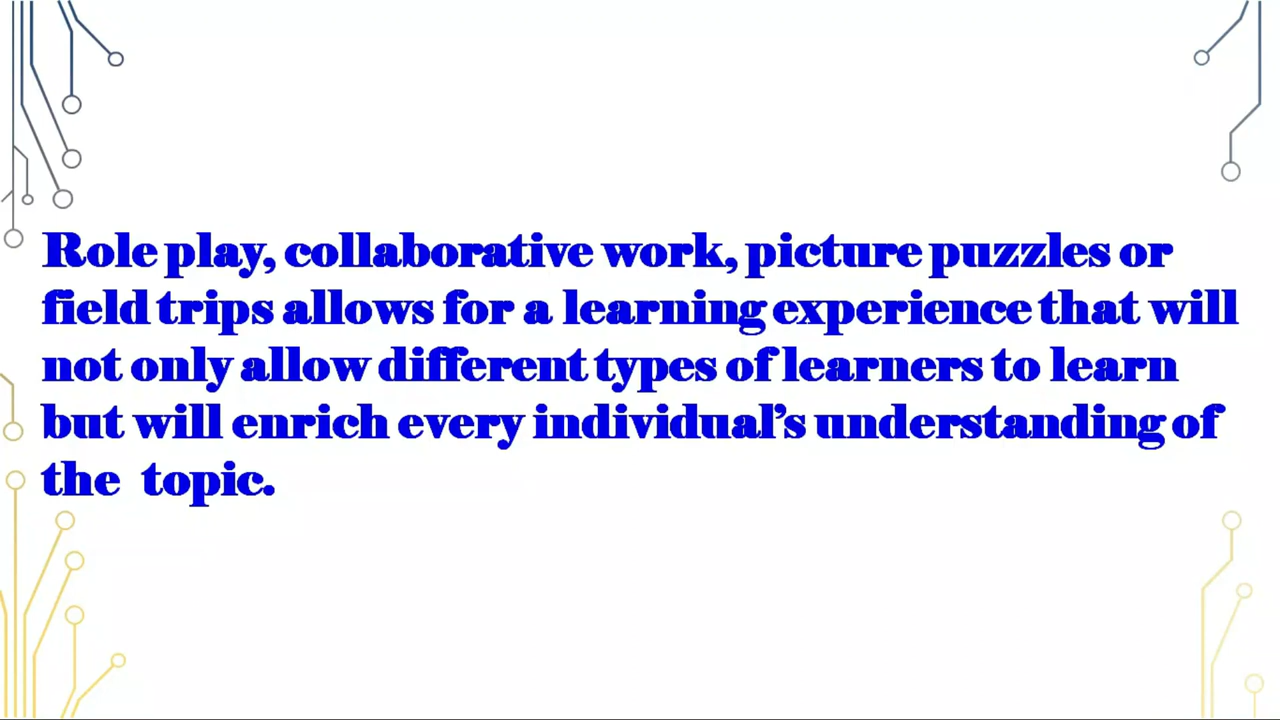 Role play, collaborative work, picture puzzles or
field trips allows for a learning experience that will
not only allow different types of learners to learn
but will enrich every individual’s understanding of
the topic.